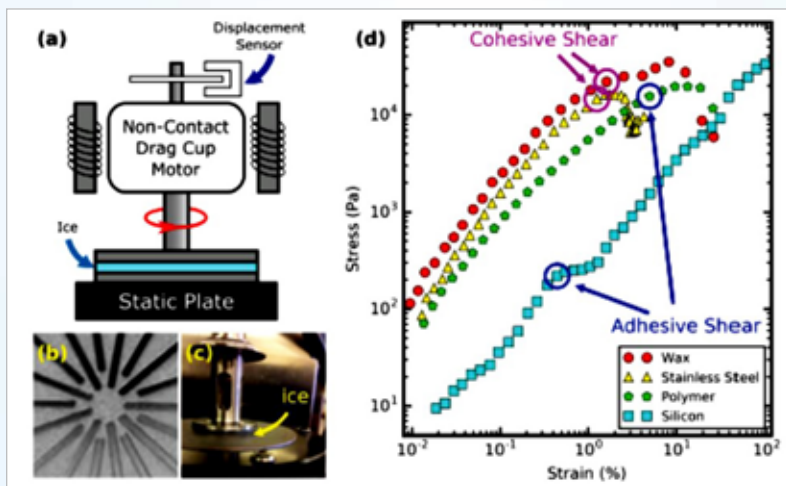 (a)
Displacement
Sensor
Non-Contact
Drag Cup
Motor
Ice
Static Plate
(b)
(c)
ice
(d)
Cohesive Shear
Adhesive Shear
Wax
Stainless Steel
Polymer
Silicon
Stress (Pa)
10⁴
10³
10²
10¹
10⁻²
10⁻¹
10⁰
10¹
10²
Strain (%)